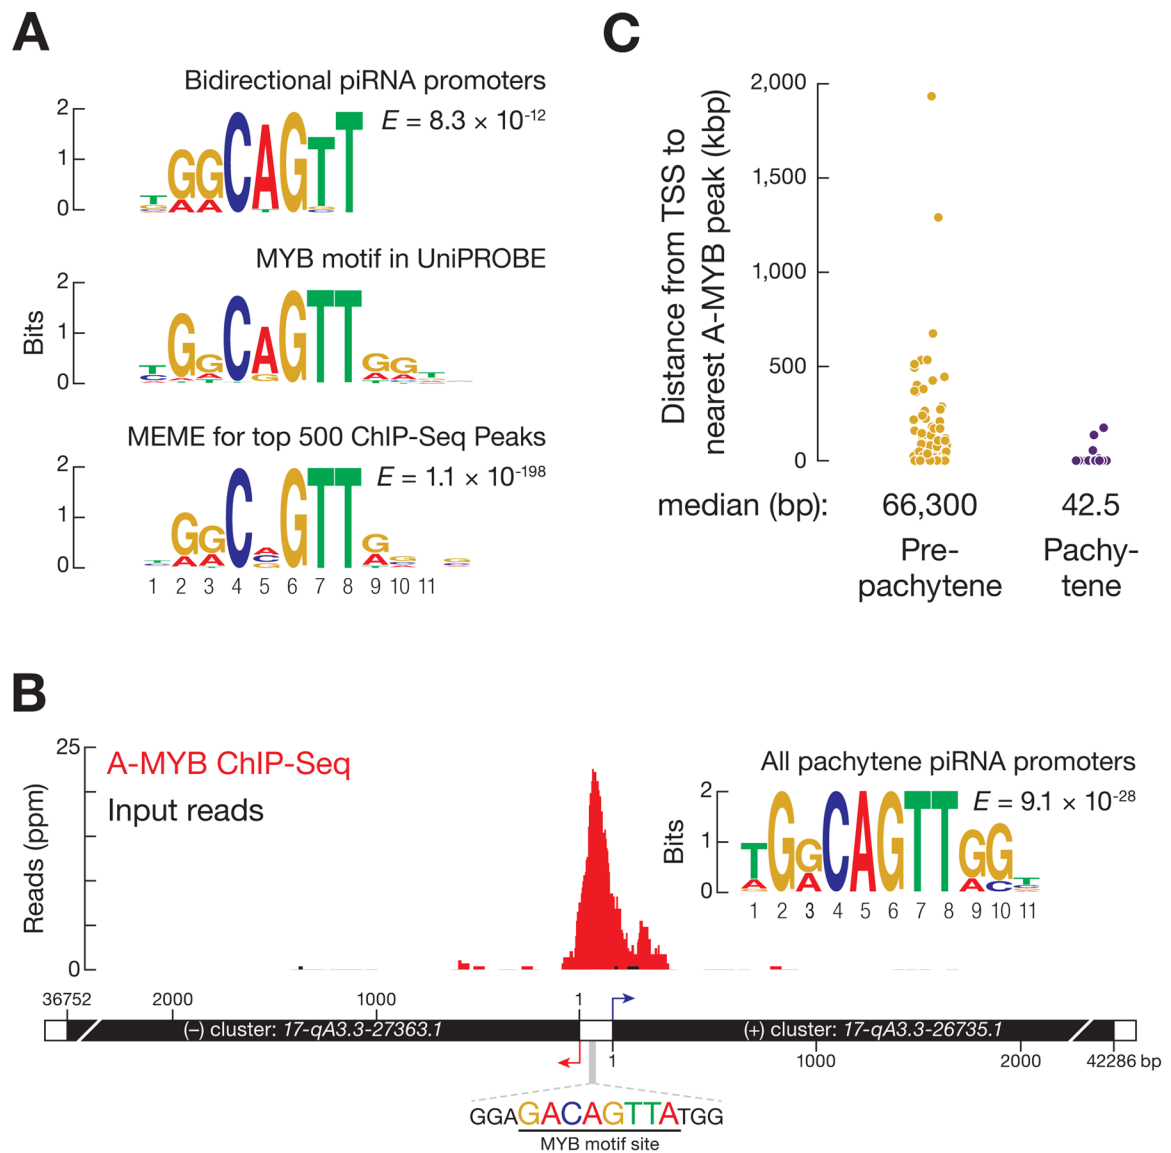 A
Bidirectional piRNA promoters
E = 8.3 × 10-12
2
1
0
TGGCAGTT
MYB motif in UniPROBE
2
1
0
Bits
TGGCAGTTGGT
MEME for top 500 ChIP-Seq Peaks
E = 1.1 × 10-198
2
1
0
1 2 3 4 5 6 7 8 9 10 11
C
Distance from TSS to
nearest A-MYB peak (kbp)
2,000
1,500
1,000
500
0
median (bp): 66,300 42.5
Pre-
pachytene
Pachy-
tene
B
A-MYB ChIP-Seq
Input reads
Reads (ppm)
25
0
All pachytene piRNA promoters
E = 9.1 × 10-28
Bits
2
1
0
TGGCAGTTGGT
1 2 3 4 5 6 7 8 9 10 11
36752 2000 1000 1
(–) cluster: 17-qA3.3-27363.1
(+) cluster: 17-qA3.3-26735.1
1 1000 2000 42286 bp
GGAGACAGTTATGG
MYB motif site